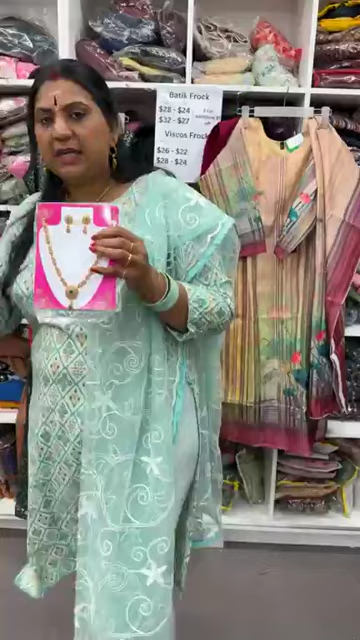 Batik Frock
$28 - $24
$32 - $27
Viscos Frock
$26 - $22
$28 - $24